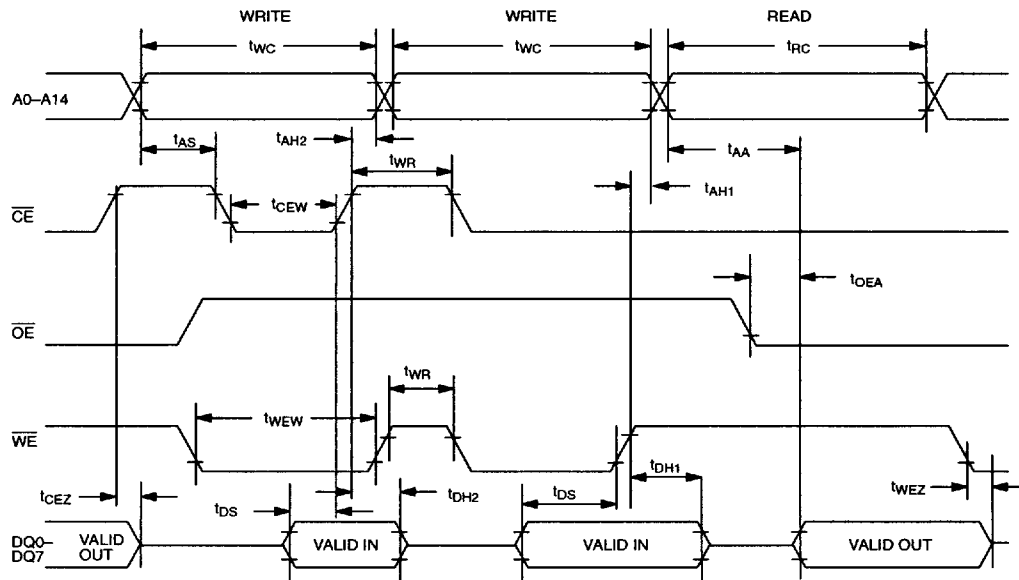 WRITE WRITE READ
tWC tWC tRC
A0–A14
tAS tAH2 tWR tAA
tAH1
CE tCEW
tOEA
OE
tWR
tWEW
WE
tCEZ tDS tDH2 tDS tDH1 tWEZ
DQ0– DQ7 VALID OUT VALID IN VALID IN VALID OUT